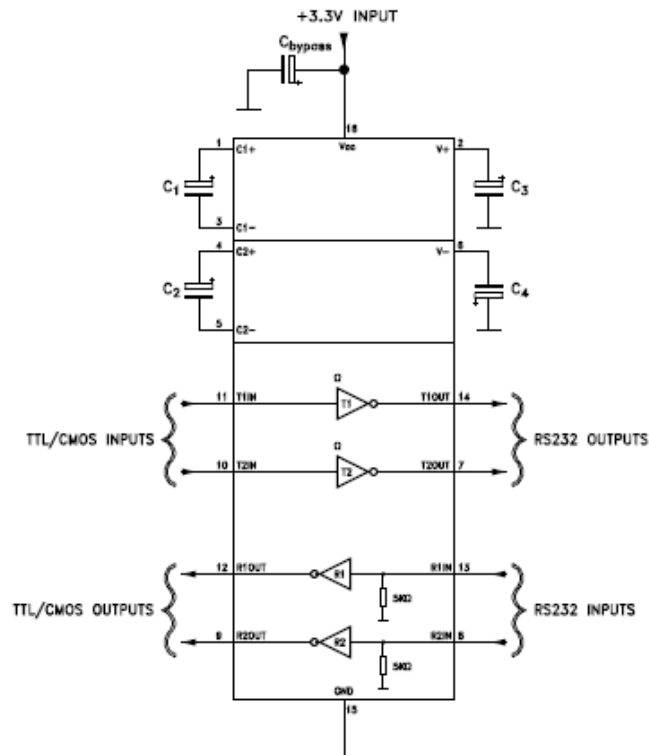 +3.3V INPUT
Cbypass
+
16
Vcc
1 C1+
V+ 2
C1 +
+ C3
3 C1-
4 C2+
V- 6
C2 +
+ C4
5 C2-
Ω
11 T1IN T1 T1OUT 14
TTL/CMOS INPUTS
RS232 OUTPUTS
Ω
10 T2IN T2 T2OUT 7
12 R1OUT R1 R1IN 13
5KΩ
TTL/CMOS OUTPUTS
RS232 INPUTS
9 R2OUT R2 R2IN 8
5KΩ
GND
15